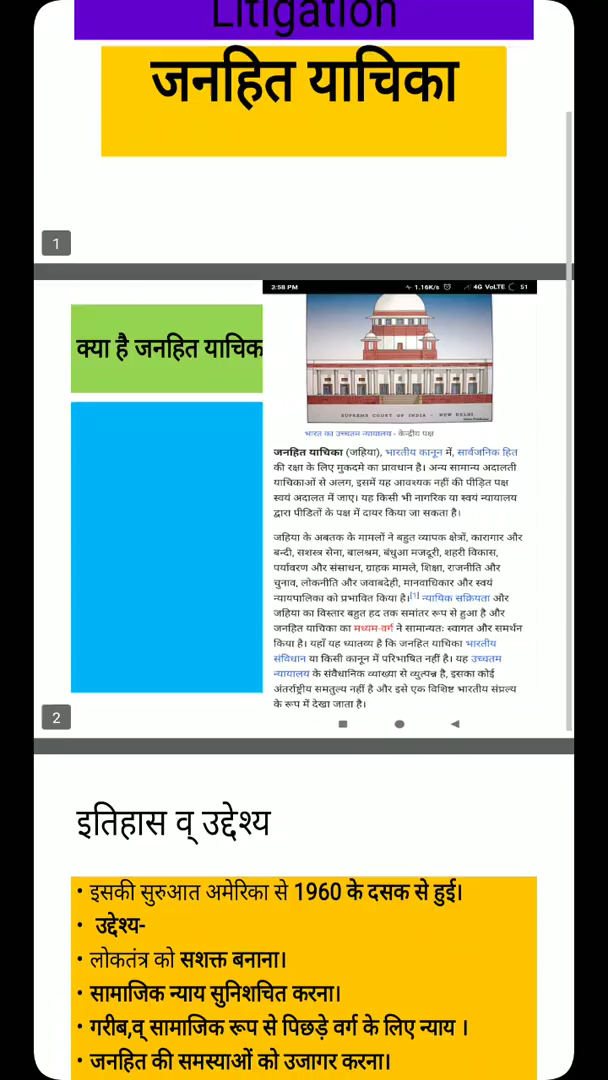 Litigation
जनहित याचिका
1
2:58 PM
1.16K/s
4G VoLTE
51
क्या है जनहित याचिक
SUPREME COURT OF INDIA - NEW DELHI
भारत का उच्चतम न्यायालय - केन्द्रीय पक्ष
जनहित याचिका (जहिया), भारतीय कानून में, सार्वजनिक हित
की रक्षा के लिए मुकदमे का प्रावधान है। अन्य सामान्य अदालती
याचिकाओं से अलग, इसमें यह आवश्यक नहीं की पीड़ित पक्ष
स्वयं अदालत में जाए। यह किसी भी नागरिक या स्वयं न्यायालय
द्वारा पीडितों के पक्ष में दायर किया जा सकता है।
जहिया के अबतक के मामलों ने बहुत व्यापक क्षेत्रों, कारागार और
बन्दी, सशस्त्र सेना, बालश्रम, बंधुआ मजदूरी, शहरी विकास,
पर्यावरण और संसाधन, ग्राहक मामले, शिक्षा, राजनीति और
चुनाव, लोकनीति और जवाबदेही, मानवाधिकार और स्वयं
न्यायपालिका को प्रभावित किया है।[1] न्यायिक सक्रियता और
जहिया का विस्तार बहुत हद तक समांतर रूप से हुआ है और
जनहित याचिका का मध्यम-वर्ग ने सामान्यतः स्वागत और समर्थन
किया है। यहाँ यह ध्यातव्य है कि जनहित याचिका भारतीय
संविधान या किसी कानून में परिभाषित नहीं है। यह उच्चतम
न्यायालय के संवैधानिक व्याख्या से व्युत्पन्न है, इसका कोई
अंतर्राष्ट्रीय समतुल्य नहीं है और इसे एक विशिष्ट भारतीय संप्रल्य
के रूप में देखा जाता है।
2
इतिहास व् उद्देश्य
• इसकी सुरुआत अमेरिका से 1960 के दसक से हुई।
• उद्देश्य-
• लोकतंत्र को सशक्त बनाना।
• सामाजिक न्याय सुनिशचित करना।
• गरीब,व् सामाजिक रूप से पिछड़े वर्ग के लिए न्याय ।
• जनहित की समस्याओं को उजागर करना।